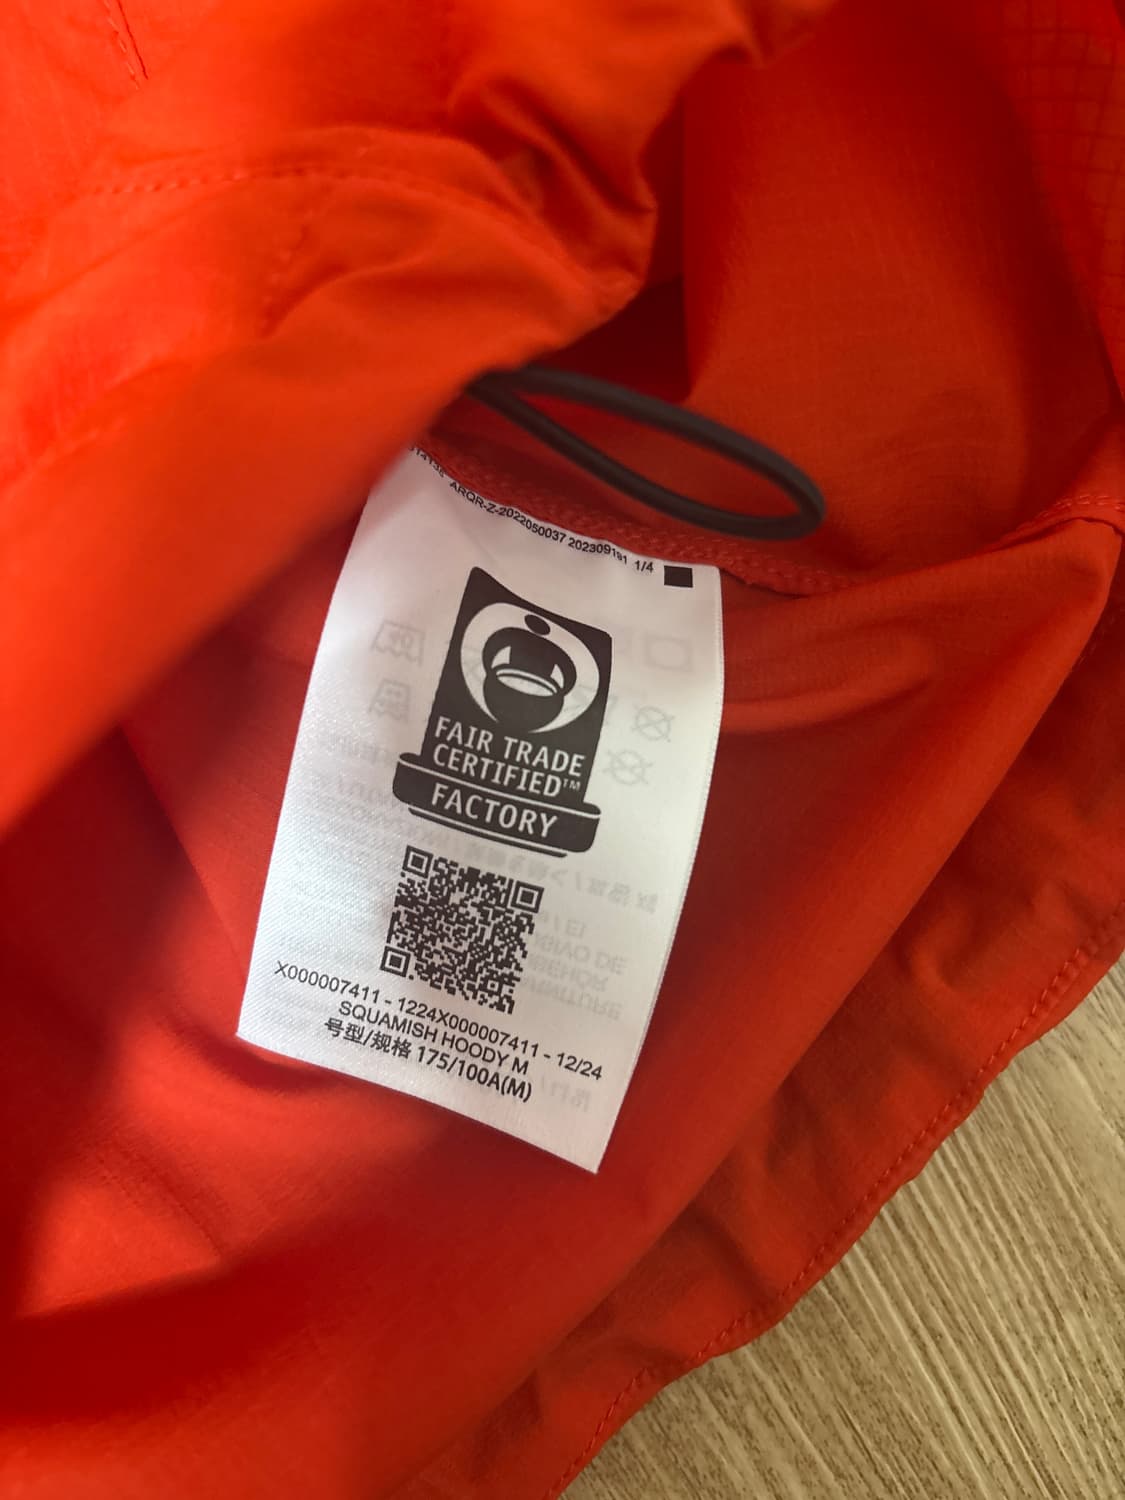 ARQR-Z-2022050037 202309191 1/4
FAIR TRADE
CERTIFIED™
FACTORY
X000007411 - 1224X000007411 - 12/24
SQUAMISH HOODY M
号型/规格 175/100A(M)